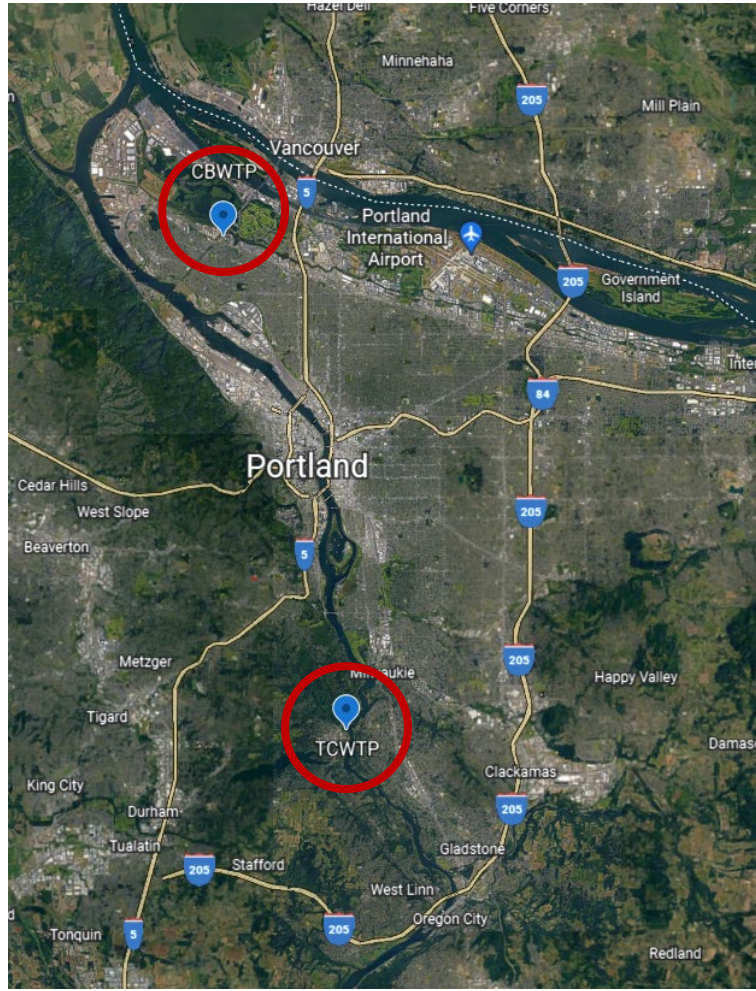 Hazel Dell
Five Corners
Minnehaha
205
Mill Plain
Vancouver
CBWTP
5
Portland
International
Airport
205
Government
Island
84
Portland
Cedar Hills
West Slope
205
Beaverton
5
Metzger
Milwaukie
205
Happy Valley
Tigard
TCWTP
Clackamas
King City
Durham
205
Tualatin
Gladstone
205
Stafford
West Linn
Oregon City
5
Tonquin
205
Redland